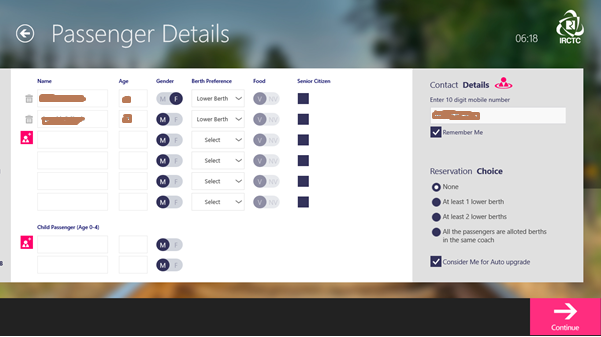 Passenger Details
06:18
IRCTC
Name Age Gender Berth Preference Food Senior Citizen
M F Lower Berth V NV
M F Lower Berth V NV
M F Select V NV
M F Select V NV
M F Select V NV
M F Select V NV
Child Passenger (Age 0-4)
M F
M F
s
Contact Details
Enter 10 digit mobile number
Remember Me
Reservation Choice
None
At least 1 lower berth
At least 2 lower berths
All the passengers are alloted berths
in the same coach
Consider Me for Auto upgrade
Continue